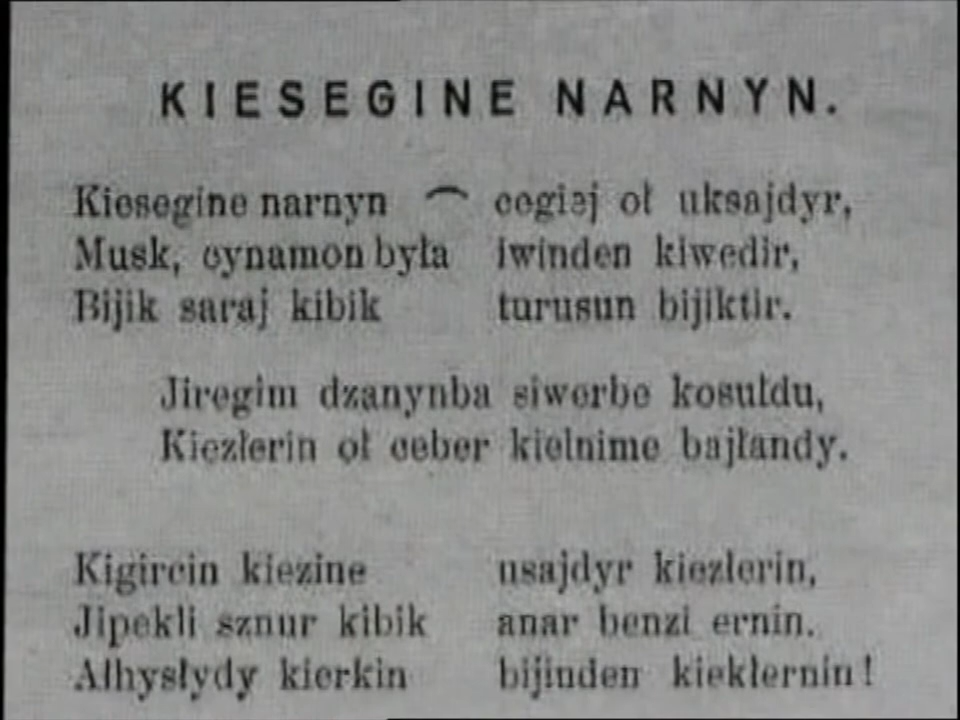 KIESEGINE NARNYN.
Kiesegine narnyn cegiej oł uksajdyr,
Musk, cynamon była iwinden kiwedir,
Bijik saraj kibik turusun bijiktir.
Jiregim dzanynba siwerbe kosułdu,
Kiezlerin oł ceber kielnime bajłandy.
Kigircin kiezine usajdyr kiezlerin,
Jipekli sznur kibik anar benzi ernin.
Ałhysłydy kierkin bijinden kieklernin!